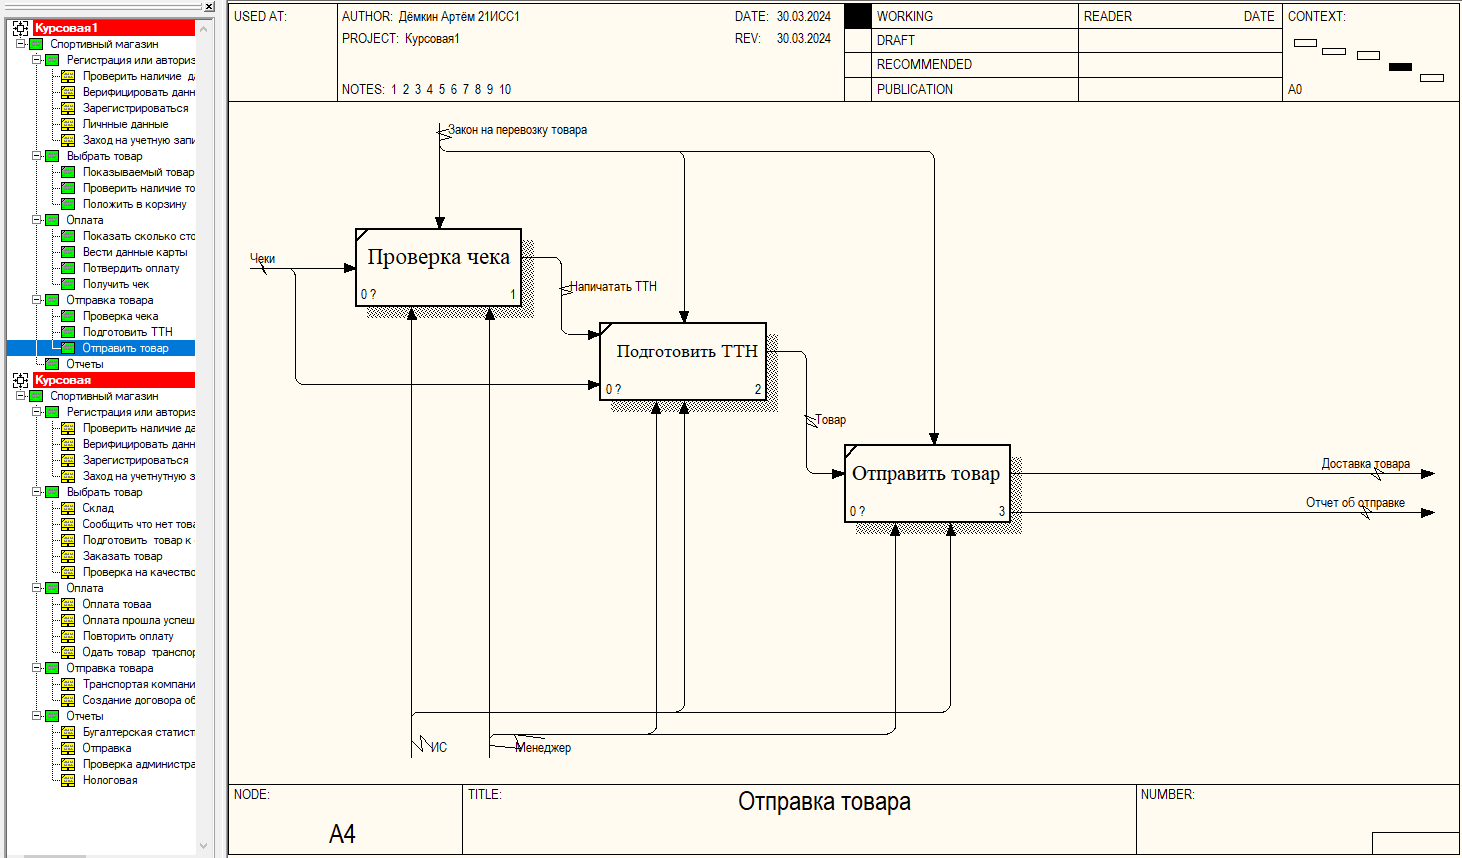 Курсовая1
Спортивный магазин
Регистрация или авториз
Проверить наличие д
Верифицировать данн
Зарегистрироваться
Личнные данные
Заход на учетную запи
Выбрать товар
Показываемый товар
Проверить наличие то
Положить в корзину
Оплата
Показать сколько сто
Вести данные карты
Потвердить оплату
Получить чек
Отправка товара
Проверка чека
Подготовить ТТН
Отправить товар
Отчеты
Курсовая
Спортивный магазин
Регистрация или авториз
Проверить наличие да
Верифицировать данн
Зарегистрироваться
Заход на учетнутную з
Выбрать товар
Склад
Сообщить что нет това
Подготовить товар к
Заказать товар
Проверка на качество
Оплата
Оплата товаа
Оплата прошла успеш
Повторить оплату
Одать товар транспор
Отправка товара
Транспортая компани
Создание договора об
Отчеты
Бугалтерская статист
Отправка
Проверка администра
Нологовая
USED AT:
AUTHOR: Дёмкин Артём 21ИСС1
DATE: 30.03.2024
PROJECT: Курсовая1
REV: 30.03.2024
NOTES: 1 2 3 4 5 6 7 8 9 10
WORKING
DRAFT
RECOMMENDED
PUBLICATION
READER DATE
CONTEXT:
A0
Закон на перевозку товара
Чеки
Проверка чека
0 ? 1
Напичатать ТТН
Подготовить ТТН
0 ? 2
Товар
Отправить товар
0 ? 3
Доставка товара
Отчет об отправке
ИС
Менеджер
NODE:
A4
TITLE:
Отправка товара
NUMBER: